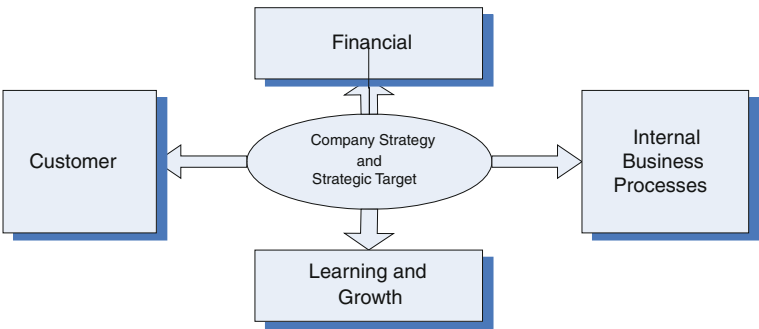 Financial
Customer
Company Strategy
and
Strategic Target
Internal
Business
Processes
Learning and
Growth